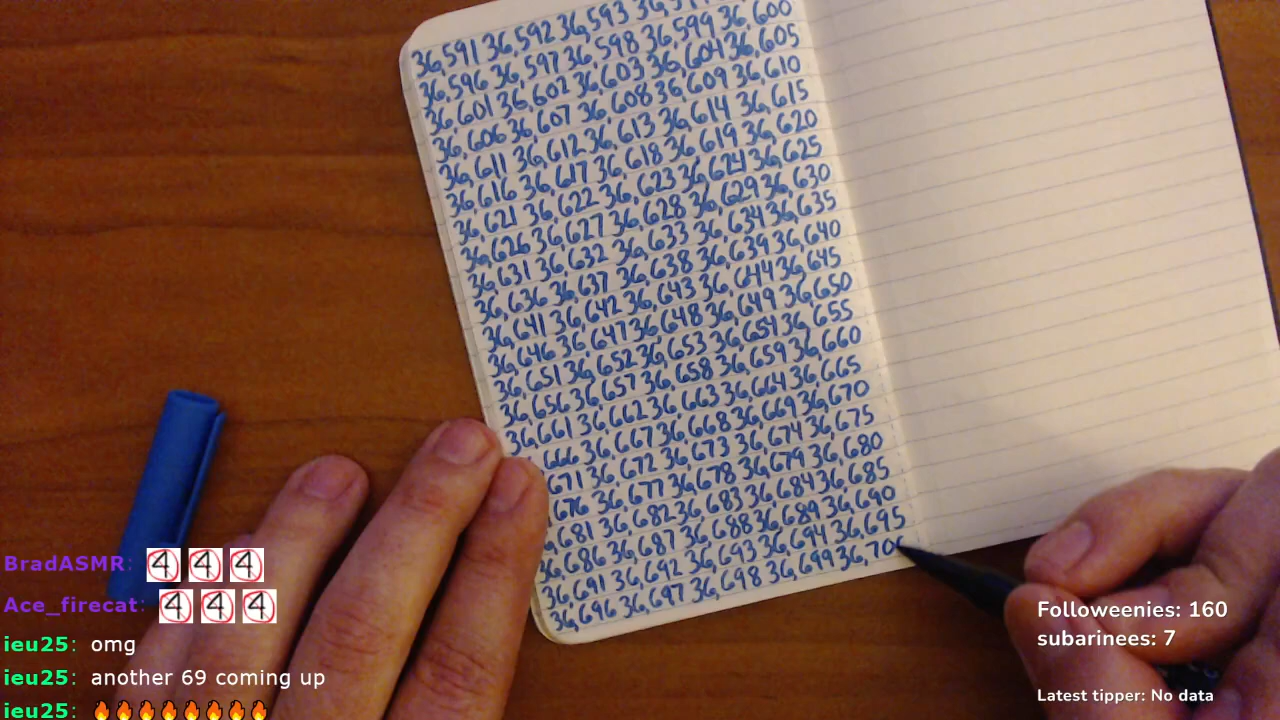 36,591 36,592 36,593
36,596 36,597 36,598 36,599 36,600
36,601 36,602 36,603 36,604 36,605
36,606 36,607 36,608 36,609 36,610
36,611 36,612 36,613 36,614 36,615
36,616 36,617 36,618 36,619 36,620
36,621 36,622 36,623 36,624 36,625
36,626 36,627 36,628 36,629 36,630
36,631 36,632 36,633 36,634 36,635
36,636 36,637 36,638 36,639 36,640
36,641 36,642 36,643 36,644 36,645
36,646 36,647 36,648 36,649 36,650
36,651 36,652 36,653 36,654 36,655
36,656 36,657 36,658 36,659 36,660
36,661 36,662 36,663 36,664 36,665
666 36,667 36,668 36,669 36,670
671 36,672 36,673 36,674 36,675
676 36,677 36,678 36,679 36,680
,681 36,682 36,683 36,684 36,685
36,686 36,687 36,688 36,689 36,690
36,691 36,692 36,693 36,694 36,695
36,696 36,697 36,698 36,699 36,700
BradASMR: 4 4 4
Ace_firecat: 4 4 4
ieu25: omg
ieu25: another 69 coming up
ieu25: 🔥🔥🔥🔥🔥🔥🔥🔥
Followeenies: 160
subarinees: 7
Latest tipper: No data